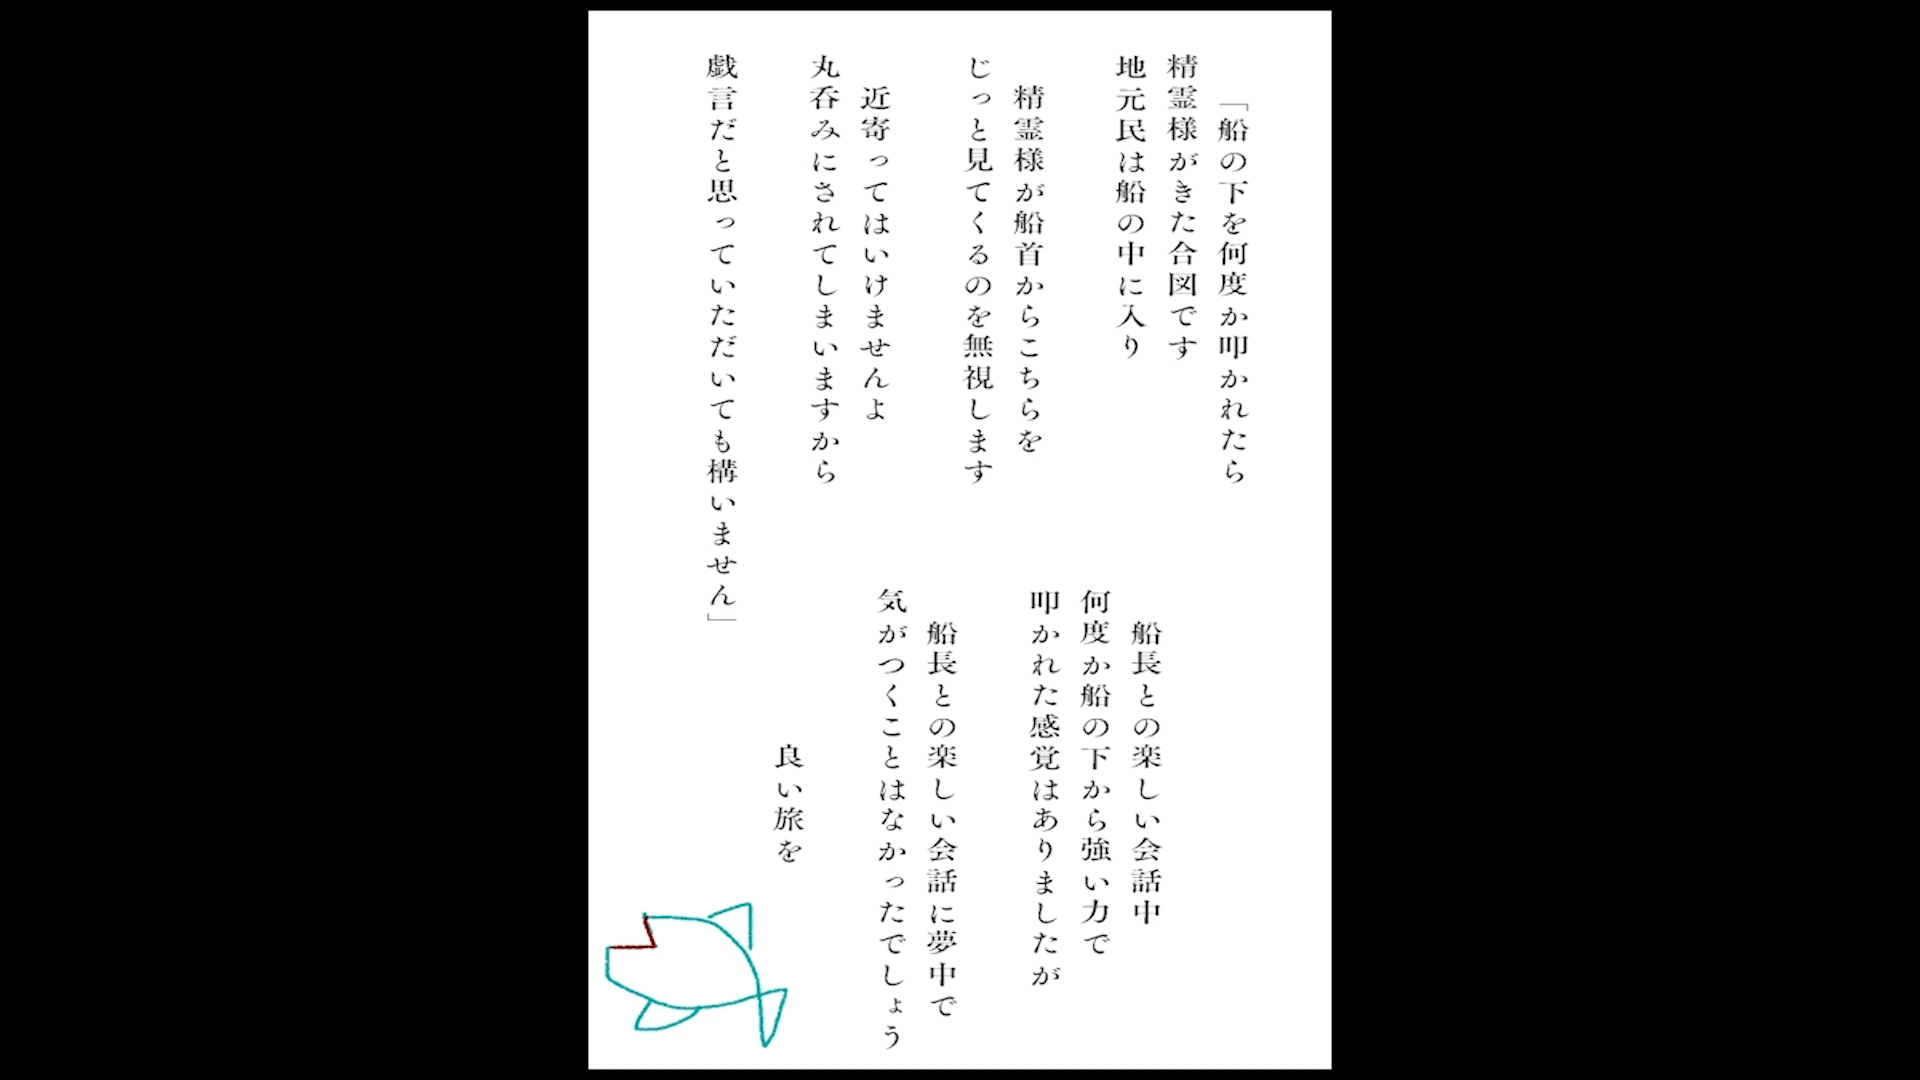 「船の下を何度か叩かれたら
精霊様がきた合図です
地元民は船の中に入り
精霊様が船首からこちらを
じっと見てくるのを無視します
近寄ってはいけませんよ
丸呑みにされてしまいますから
戯言だと思っていただいても構いません」
船長との楽しい会話中
何度か船の下から強い力で
叩かれた感覚はありましたが
船長との楽しい会話に夢中で
気がつくことはなかったでしょう
良い旅を